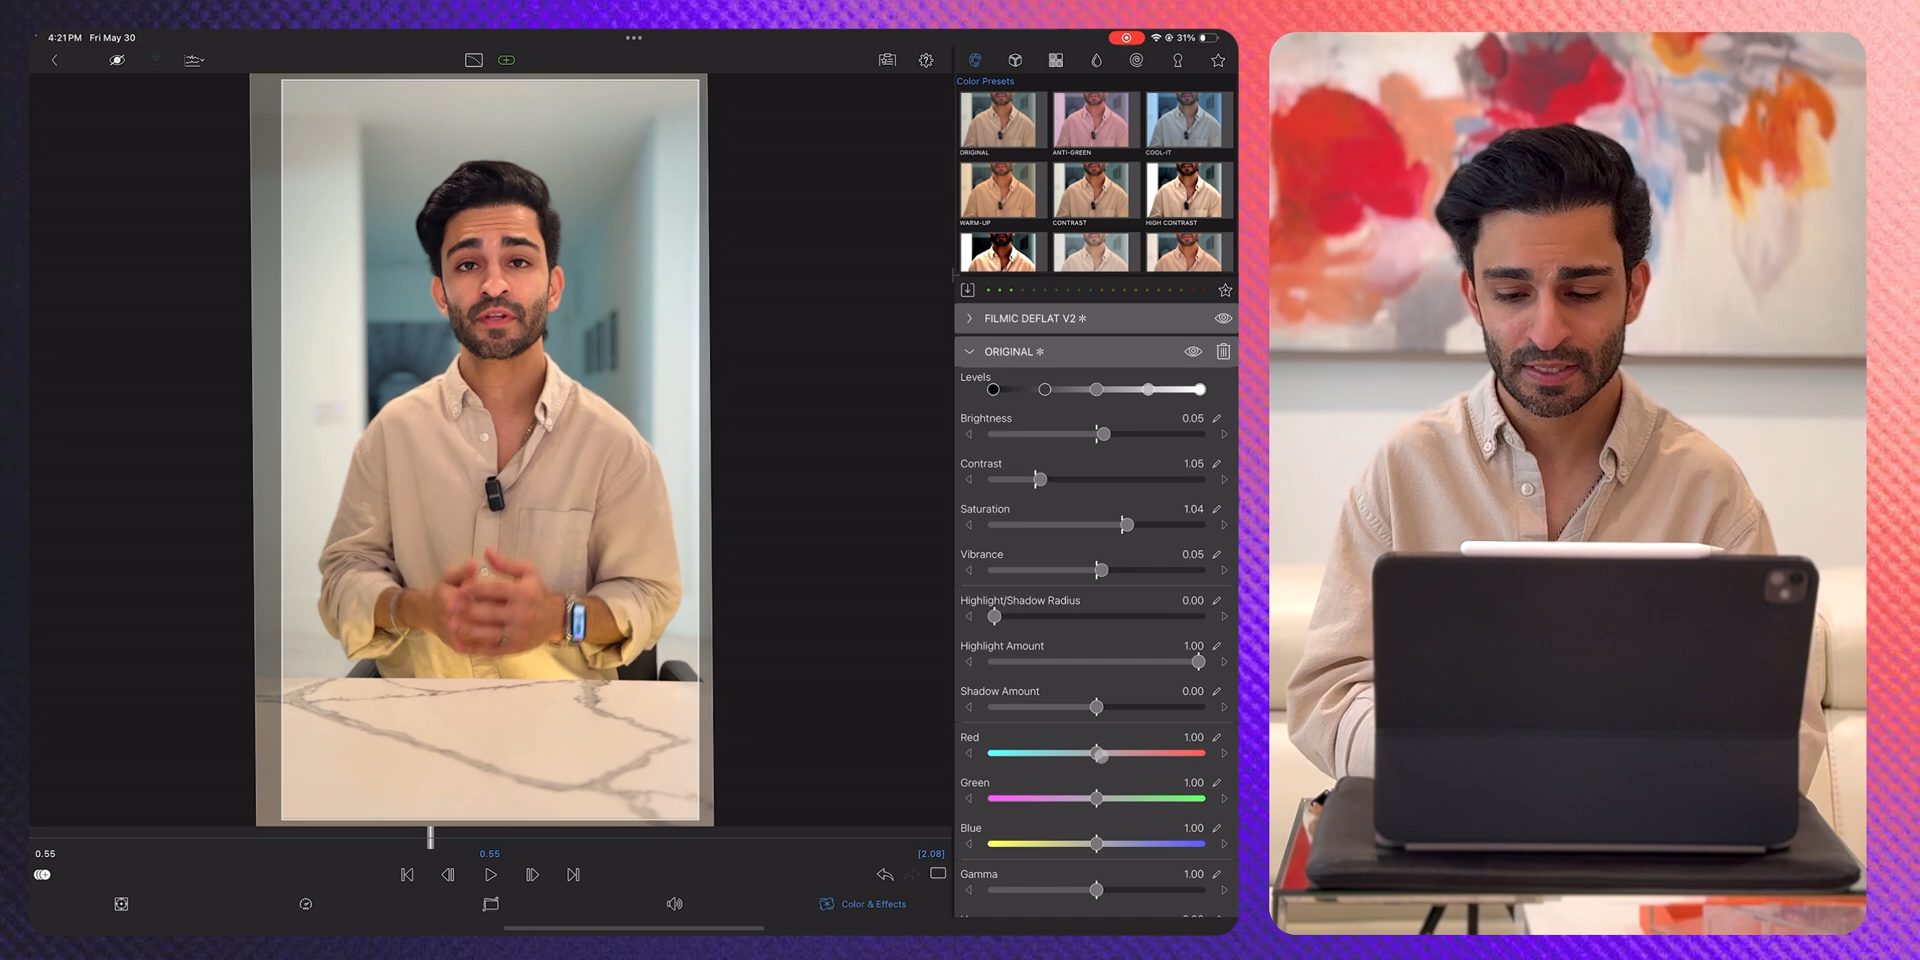 4:21 PM Fri May 30
31%
Color Presets
ORIGINAL ANTI-GREEN COOL-IT
WARM-UP CONTRAST HIGH CONTRAST
FILMIC DEFLAT V2 *
ORIGINAL *
Levels
Brightness 0.05
Contrast 1.05
Saturation 1.04
Vibrance 0.05
Highlight/Shadow Radius 0.00
Highlight Amount 1.00
Shadow Amount 0.00
Red 1.00
Green 1.00
Blue 1.00
Gamma 1.00
0.55 0.55 [2.08]
Color & Effects